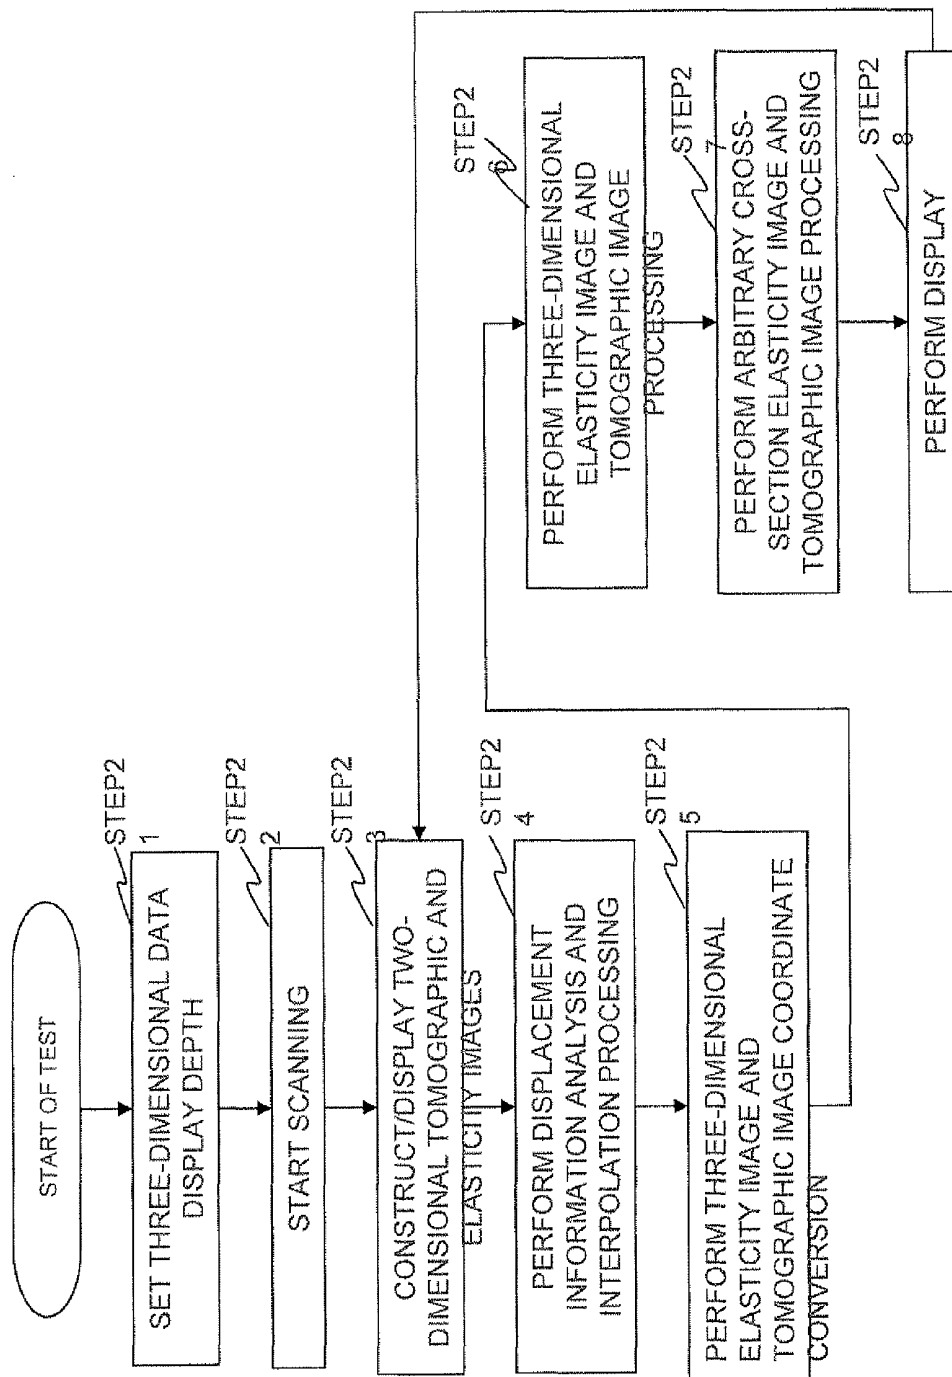 START OF TEST
STEP2
1
SET THREE-DIMENSIONAL DATA
DISPLAY DEPTH
STEP2
2
START SCANNING
STEP2
3
CONSTRUCT/DISPLAY TWO-
DIMENSIONAL TOMOGRAPHIC AND
ELASTICITY IMAGES
STEP2
4
PERFORM DISPLACEMENT
INFORMATION ANALYSIS AND
INTERPOLATION PROCESSING
STEP2
5
PERFORM THREE-DIMENSIONAL
ELASTICITY IMAGE AND
TOMOGRAPHIC IMAGE COORDINATE
CONVERSION
STEP2
6
PERFORM THREE-DIMENSIONAL
ELASTICITY IMAGE AND
TOMOGRAPHIC IMAGE
PROCESSING
STEP2
7
PERFORM ARBITRARY CROSS-
SECTION ELASTICITY IMAGE AND
TOMOGRAPHIC IMAGE PROCESSING
STEP2
8
PERFORM DISPLAY